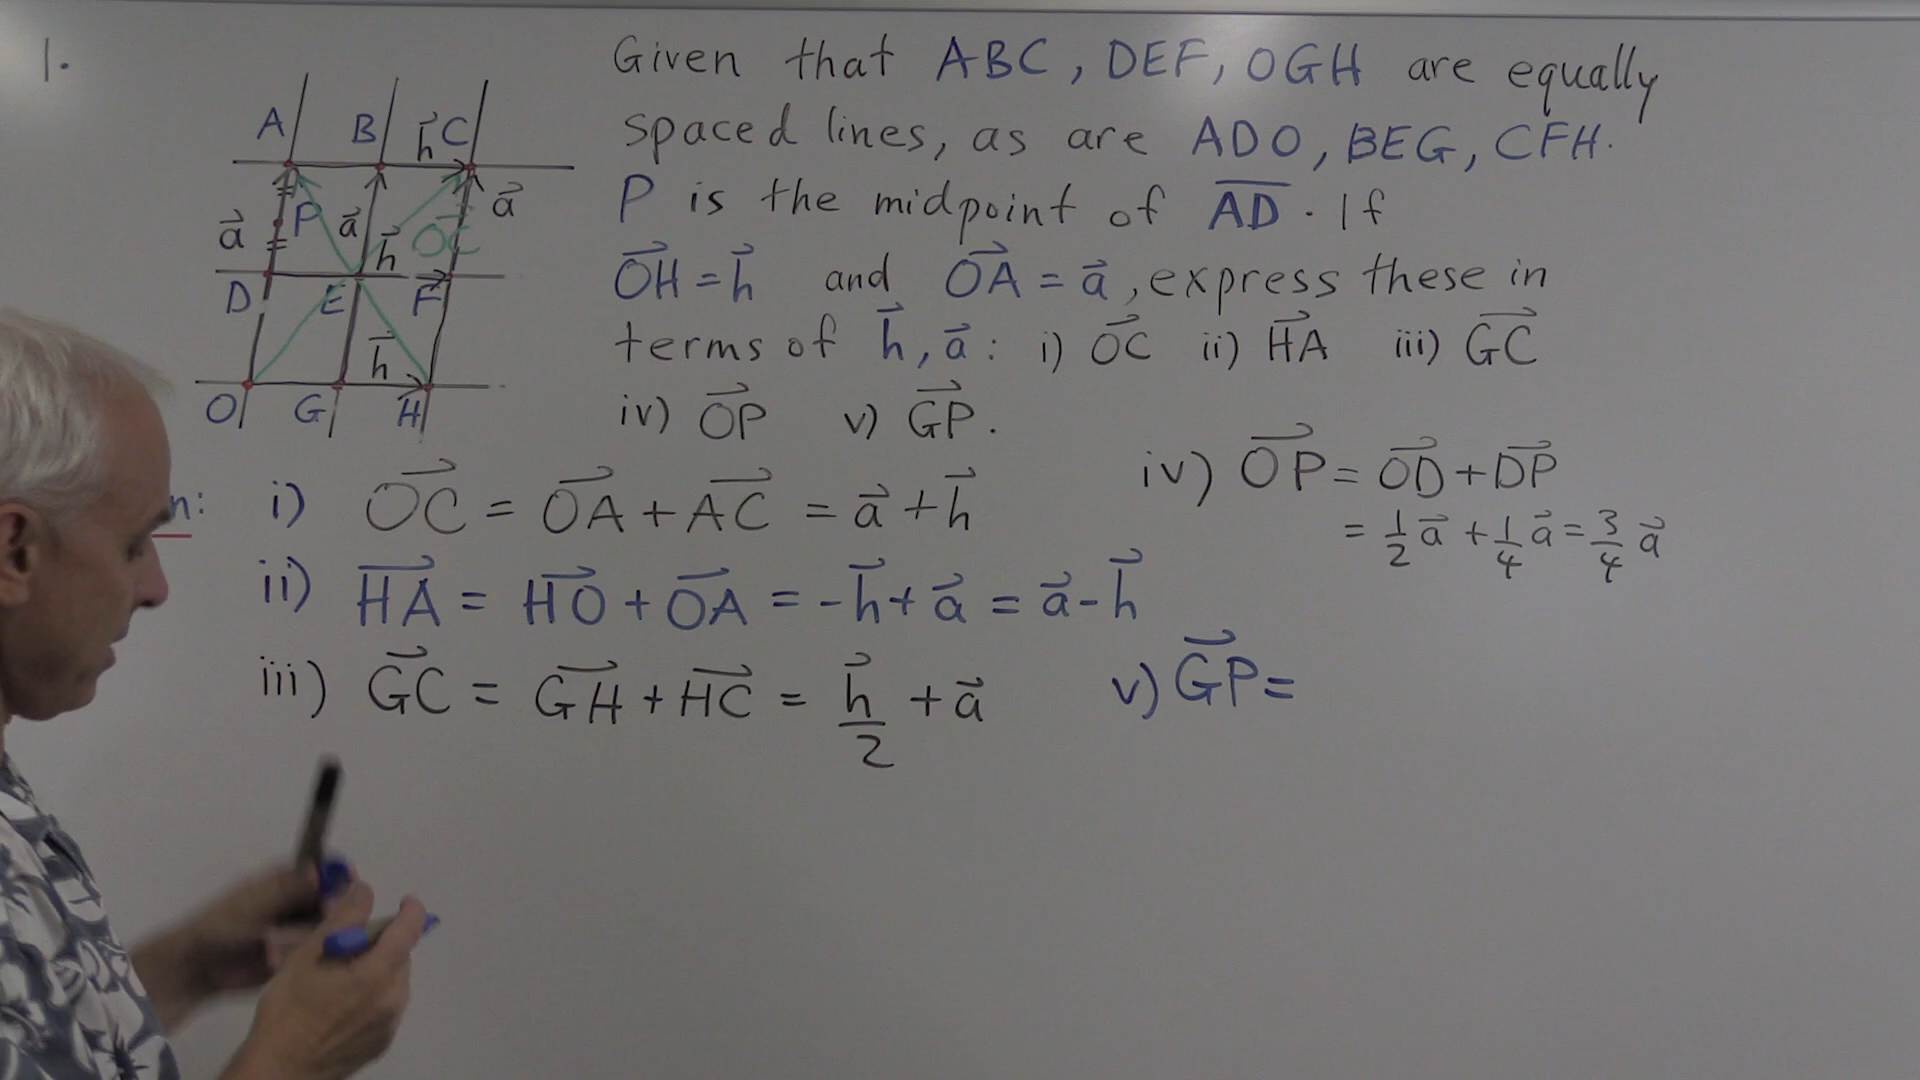 1.
A B h⃗ C
a⃗ P a⃗ h⃗ OC a⃗
D E F
h⃗
O G H
Given that ABC, DEF, OGH are equally
spaced lines, as are ADO, BEG, CFH.
P is the midpoint of A̅D̅. If
OH⃗ = h⃗ and OA⃗ = a⃗, express these in
terms of h⃗, a⃗: i) OC⃗ ii) HA⃗ iii) GC⃗
iv) OP⃗ v) GP⃗.
n: i) OC⃗ = OA⃗ + AC⃗ = a⃗ + h⃗
ii) HA⃗ = HO⃗ + OA⃗ = -h⃗ + a⃗ = a⃗ - h⃗
iii) GC⃗ = GH⃗ + HC⃗ = h⃗/2 + a⃗
iv) OP⃗ = OD⃗ + DP⃗
= 1/2 a⃗ + 1/4 a⃗ = 3/4 a⃗
v) GP⃗ =